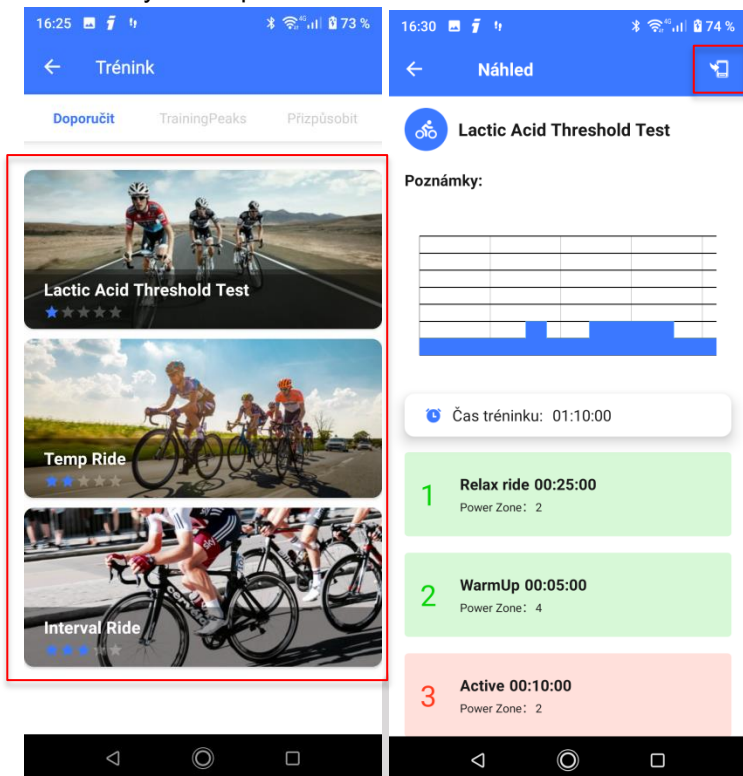 16:25 73 %
Trénink
Doporučit TrainingPeaks Přizpůsobit
Lactic Acid Threshold Test
Temp Ride
Interval Ride
16:30 74 %
Náhled
Lactic Acid Threshold Test
Poznámky:
Čas tréninku: 01:10:00
1 Relax ride 00:25:00
Power Zone: 2
2 WarmUp 00:05:00
Power Zone: 4
3 Active 00:10:00
Power Zone: 2